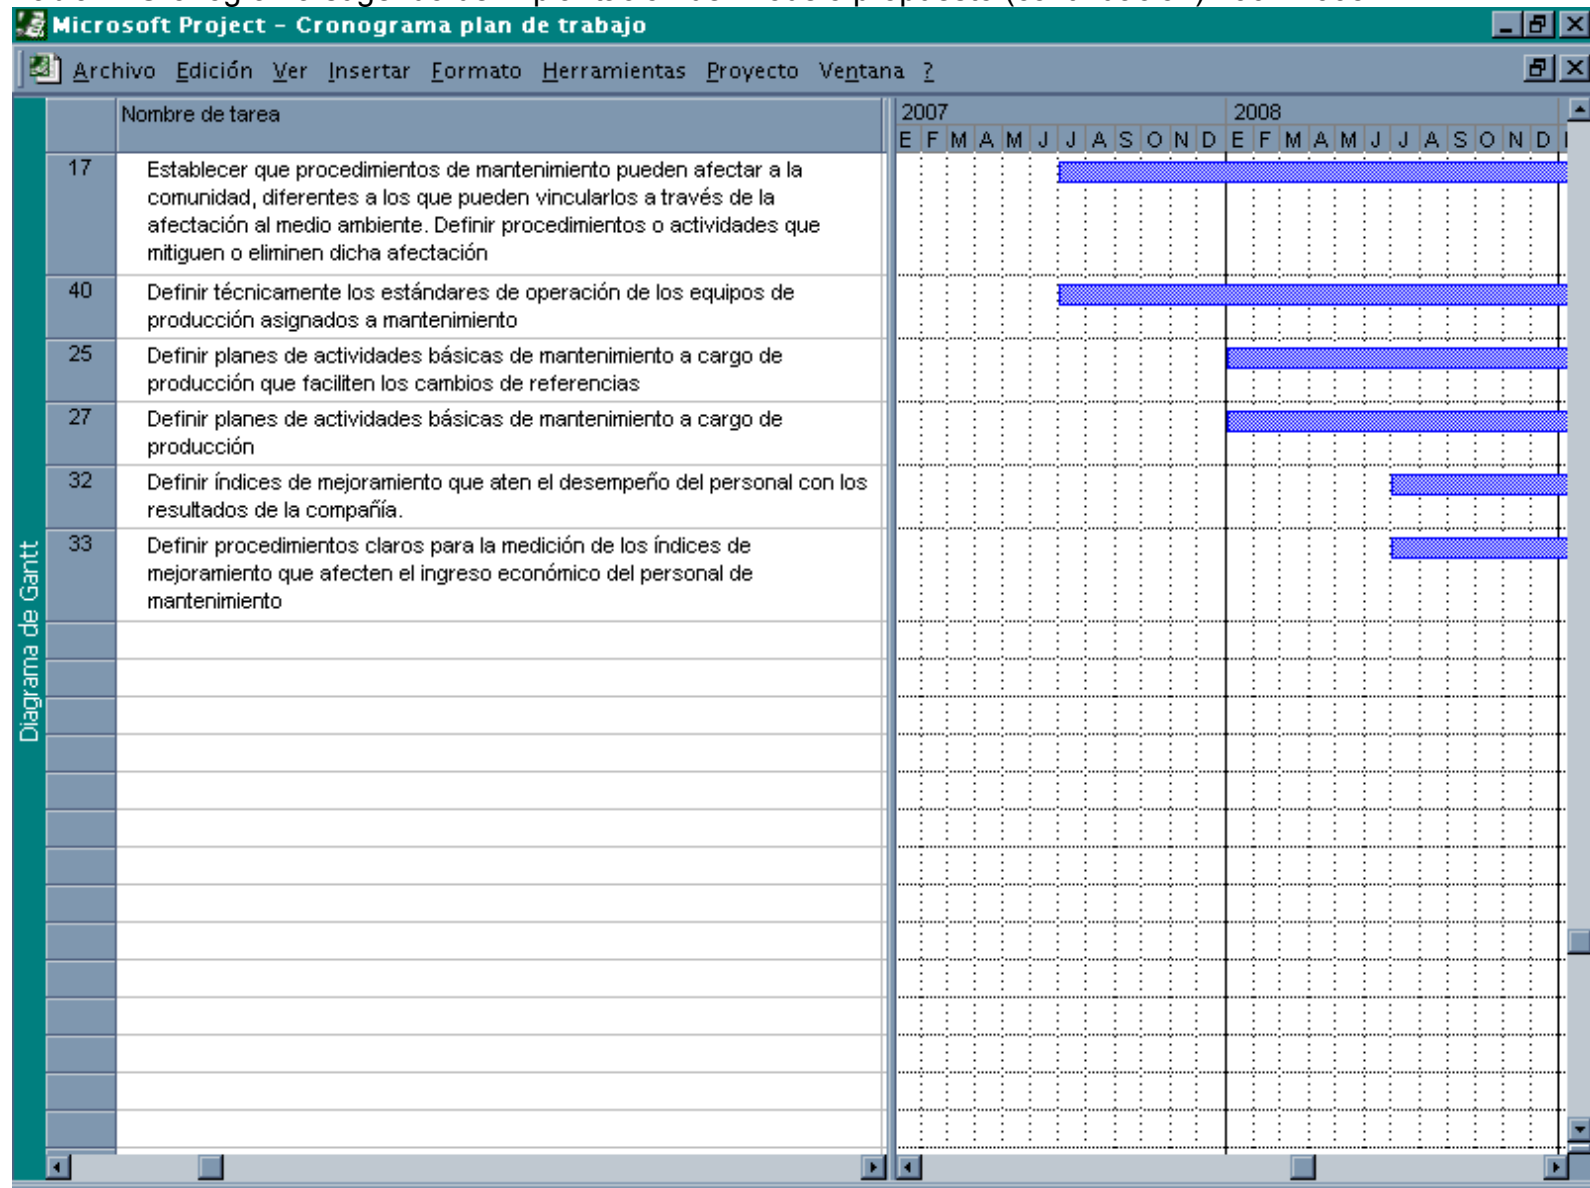 Microsoft Project – Cronograma plan de trabajo
Archivo Edición Ver Insertar Formato Herramientas Proyecto Ventana ?
Nombre de tarea
2007 2008
E F M A M J J A S O N D E F M A M J J A S O N D
17 Establecer que procedimientos de mantenimiento pueden afectar a la
comunidad, diferentes a los que pueden vincularlos a través de la
afectación al medio ambiente. Definir procedimientos o actividades que
mitiguen o eliminen dicha afectación
40 Definir técnicamente los estándares de operación de los equipos de
producción asignados a mantenimiento
25 Definir planes de actividades básicas de mantenimiento a cargo de
producción que faciliten los cambios de referencias
27 Definir planes de actividades básicas de mantenimiento a cargo de
producción
32 Definir índices de mejoramiento que aten el desempeño del personal con los
resultados de la compañía.
33 Definir procedimientos claros para la medición de los índices de
mejoramiento que afecten el ingreso económico del personal de
mantenimiento
Diagrama de Gantt